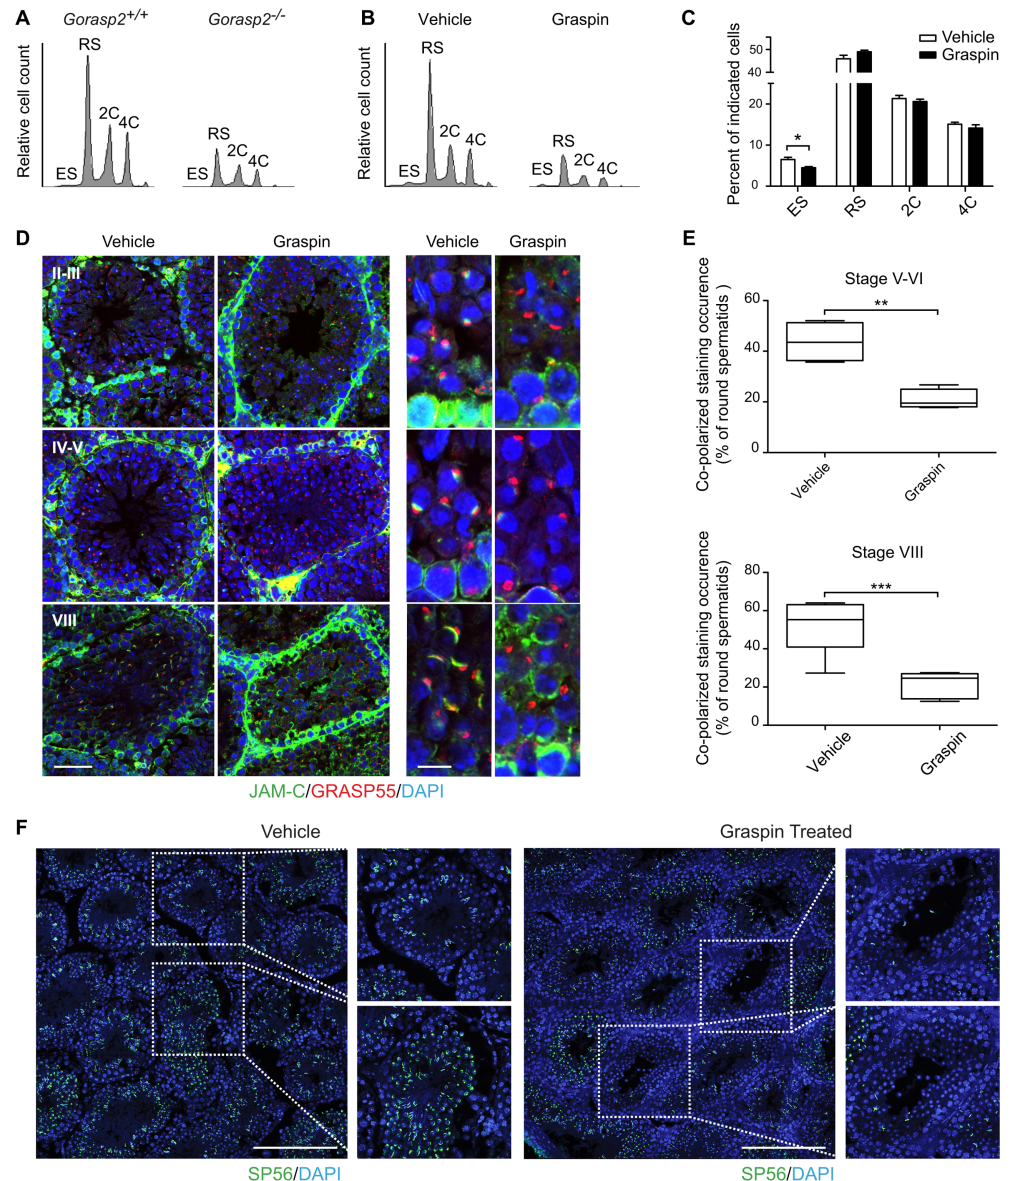 A
Gorasp2+/+
Gorasp2-/-
Relative cell count
RS
2C
4C
ES
RS
2C
4C
ES
B
Vehicle
Graspin
Relative cell count
RS
2C
4C
ES
RS
2C
4C
ES
C
Percent of indicated cells
50
40
20
10
0
Vehicle
Graspin
*
ES
RS
2C
4C
D
Vehicle
Graspin
Vehicle
Graspin
II-III
IV-V
VIII
JAM-C/GRASP55/DAPI
E
Stage V-VI
Co-polarized staining occurence
(% of round spermatids)
60
40
20
0
**
Vehicle
Graspin
Stage VIII
Co-polarized staining occurence
(% of round spermatids)
80
60
40
20
0
***
Vehicle
Graspin
F
Vehicle
Graspin Treated
SP56/DAPI
SP56/DAPI